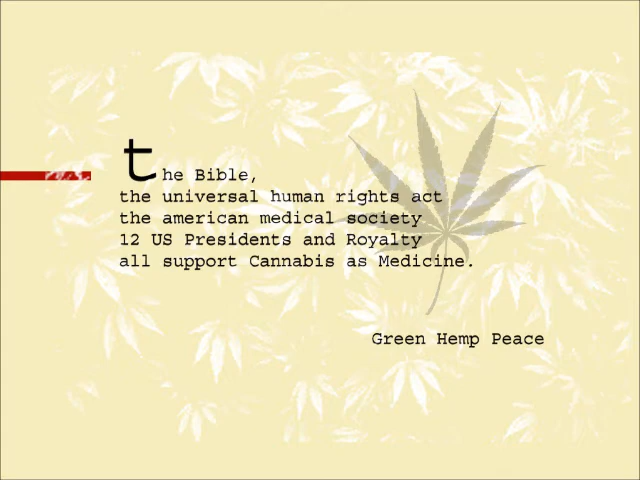 the Bible,
the universal human rights act
the american medical society
12 US Presidents and Royalty
all support Cannabis as Medicine.
Green Hemp Peace